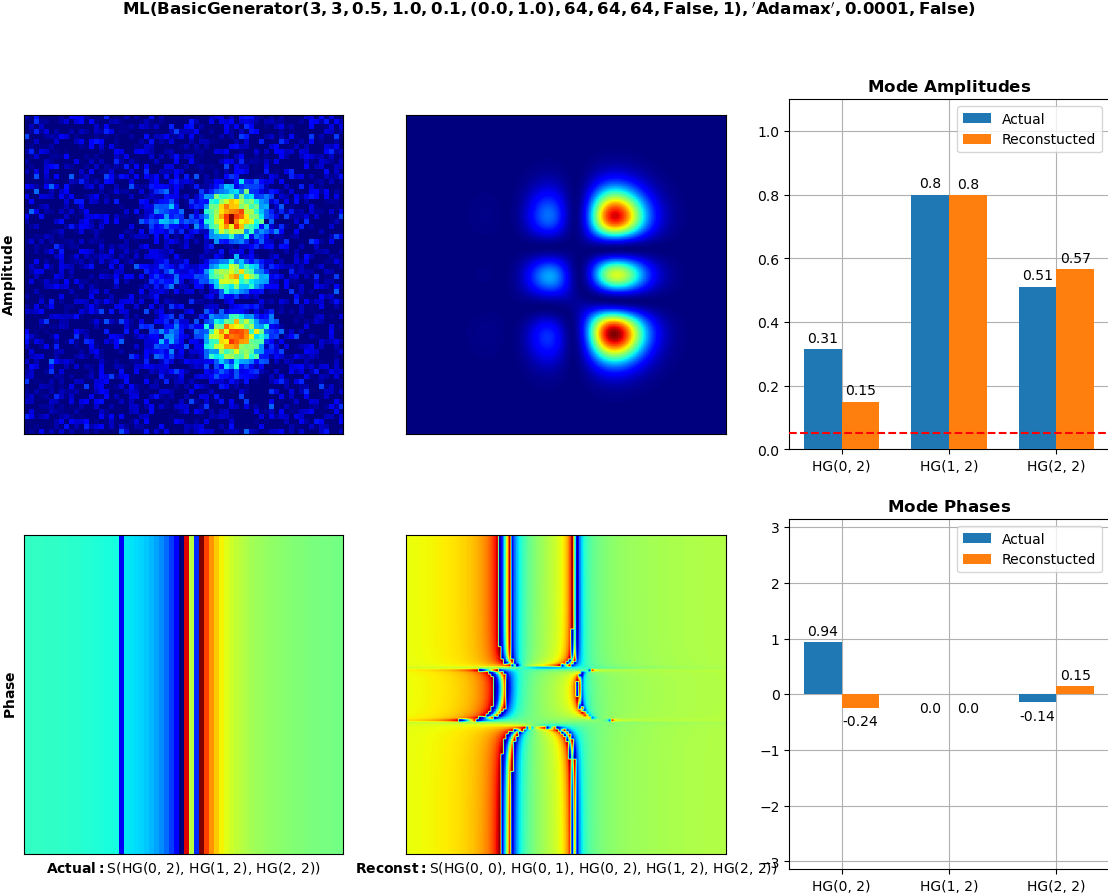 ML(BasicGenerator(3, 3, 0.5, 1.0, 0.1, (0.0, 1.0), 64, 64, 64, False, 1), ′Adamax′, 0.0001, False)
Amplitude
Mode Amplitudes
Actual
Reconstucted
1.0
0.8
0.6
0.4
0.2
0.0
0.31
0.15
0.8
0.8
0.51
0.57
HG(0, 2)
HG(1, 2)
HG(2, 2)
Phase
Actual: S(HG(0, 2), HG(1, 2), HG(2, 2))
Reconst: S(HG(0, 0), HG(0, 1), HG(0, 2), HG(1, 2), HG(2, 2))
Mode Phases
Actual
Reconstucted
3
2
1
0
−1
−2
−3
0.94
-0.24
0.0
0.0
-0.14
0.15
HG(0, 2)
HG(1, 2)
HG(2, 2)